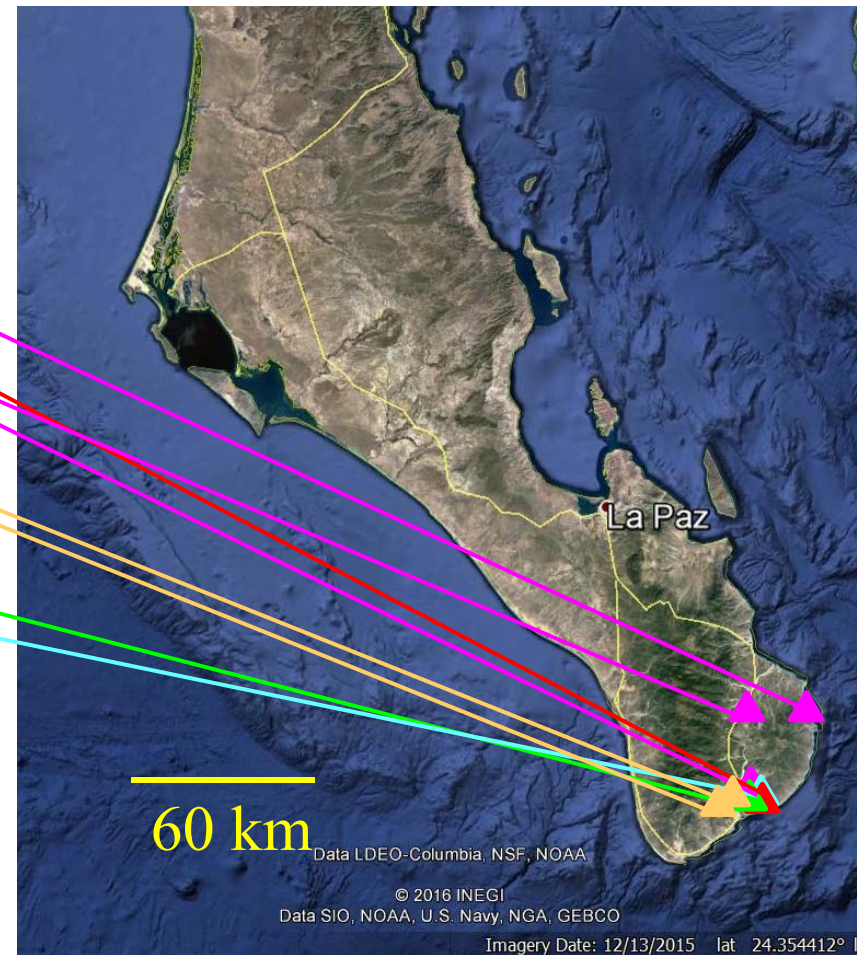 La Paz
60 km
Data LDEO-Columbia, NSF, NOAA
© 2016 INEGI
Data SIO, NOAA, U.S. Navy, NGA, GEBCO
Imagery Date: 12/13/2015 lat 24.354412°